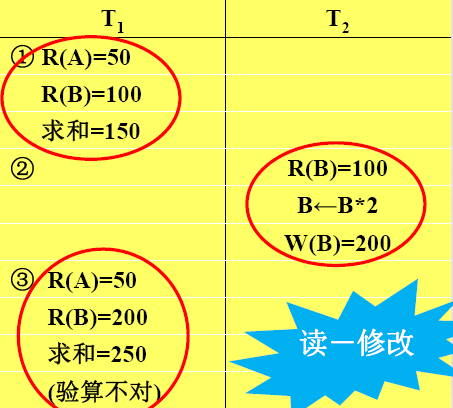 T1 T2
① R(A)=50
R(B)=100
求和=150
② R(B)=100
B←B*2
W(B)=200
③ R(A)=50
R(B)=200
求和=250
(验算不对)
读－修改